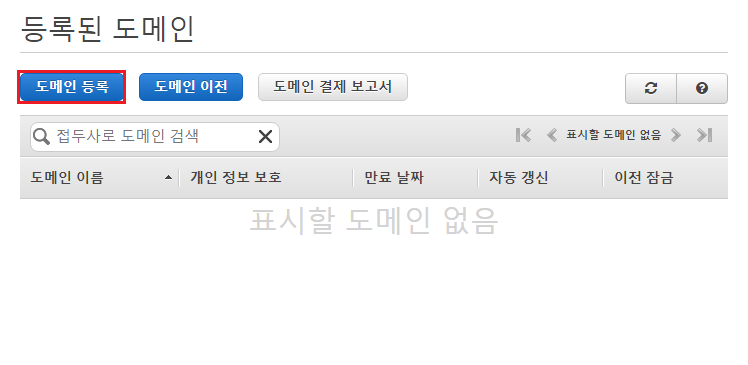 등록된 도메인
도메인 등록 도메인 이전 도메인 결제 보고서
접두사로 도메인 검색 표시할 도메인 없음
도메인 이름 개인 정보 보호 만료 날짜 자동 갱신 이전 잠금
표시할 도메인 없음